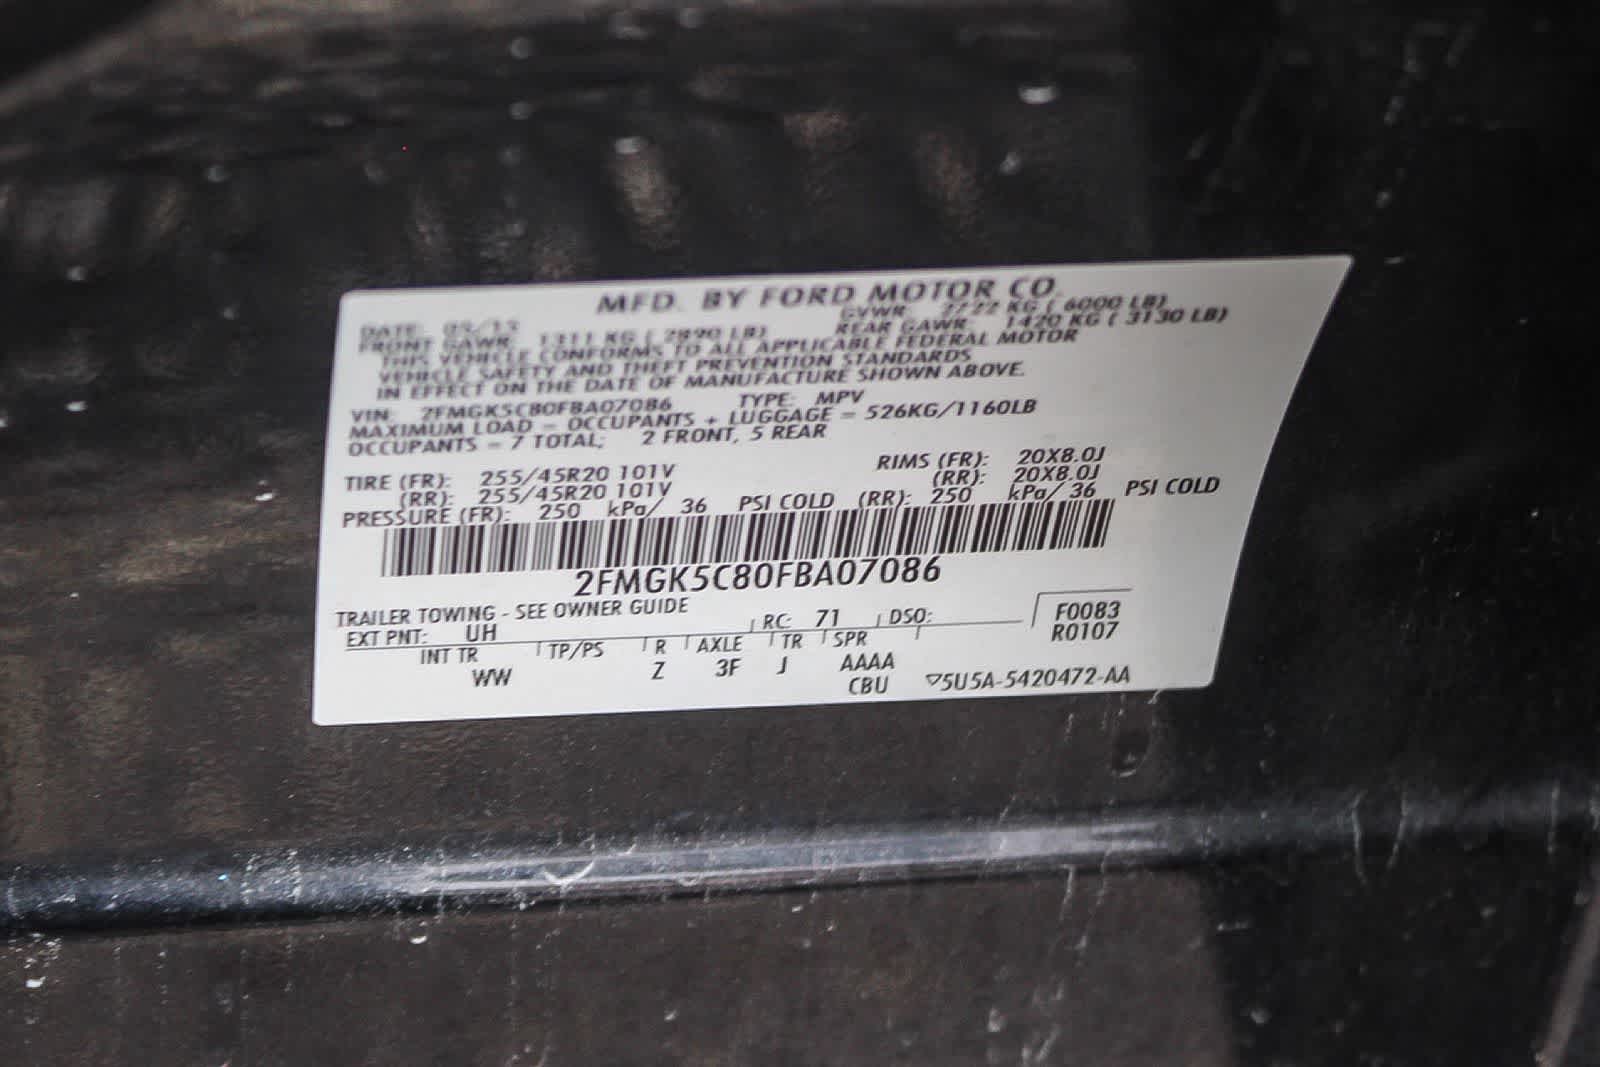 MFD. BY FORD MOTOR CO.
DATE: 05/15 GVWR: 2722 KG ( 6000 LB)
FRONT GAWR: 1311 KG ( 2890 LB) REAR GAWR: 1420 KG ( 3130 LB)
THIS VEHICLE CONFORMS TO ALL APPLICABLE FEDERAL MOTOR
VEHICLE SAFETY AND THEFT PREVENTION STANDARDS
IN EFFECT ON THE DATE OF MANUFACTURE SHOWN ABOVE.
VIN: 2FMGK5C80FBA07086 TYPE: MPV
MAXIMUM LOAD = OCCUPANTS + LUGGAGE = 526KG/1160LB
OCCUPANTS = 7 TOTAL; 2 FRONT, 5 REAR
TIRE (FR): 255/45R20 101V RIMS (FR): 20X8.0J
(RR): 255/45R20 101V (RR): 20X8.0J
PRESSURE (FR): 250 kPa/ 36 PSI COLD (RR): 250 kPa/ 36 PSI COLD
2FMGK5C80FBA07086
TRAILER TOWING - SEE OWNER GUIDE
EXT PNT: UH RC: 71 DSO: F0083
INT TR TP/PS R AXLE TR SPR R0107
WW Z 3F J AAAA
CBU ▽5U5A-5420472-AA